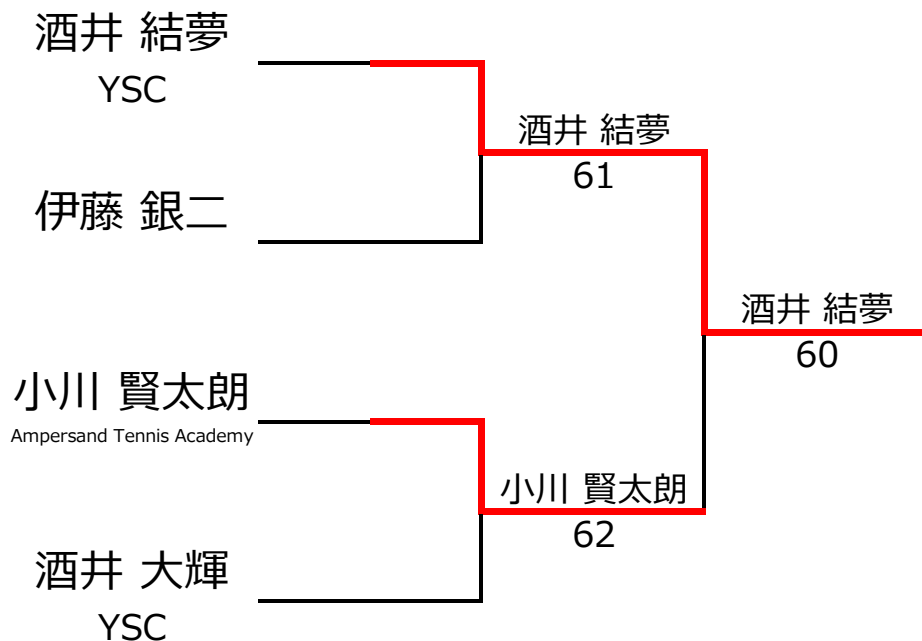 酒井 結夢
YSC
伊藤 銀二
小川 賢太朗
Ampersand Tennis Academy
酒井 大輝
YSC
酒井 結夢
61
小川 賢太朗
62
酒井 結夢
60